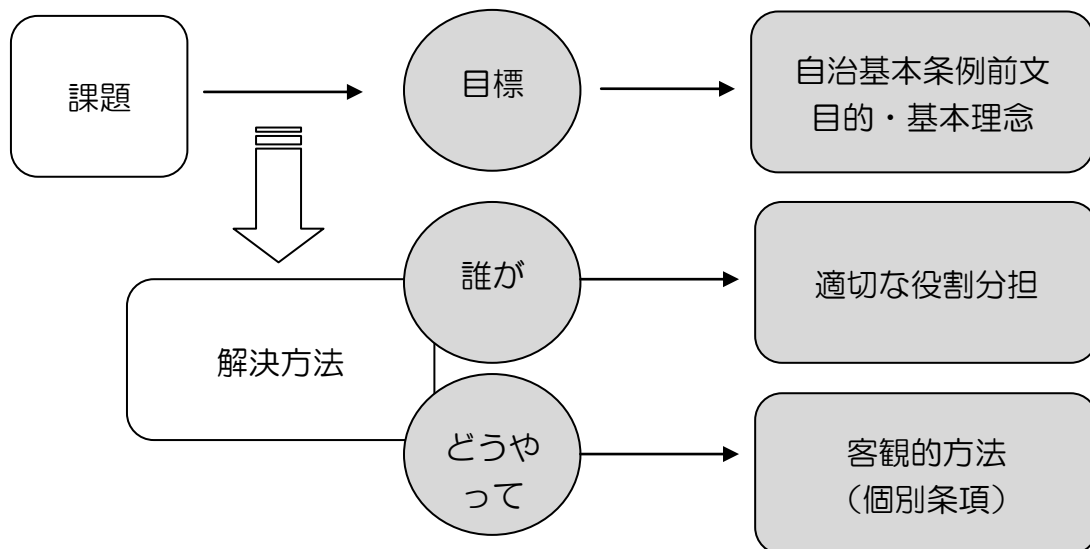 課題
目標
自治基本条例前文
目的・基本理念
誰が
適切な役割分担
解決方法
どうや
って
客観的方法
（個別条項）